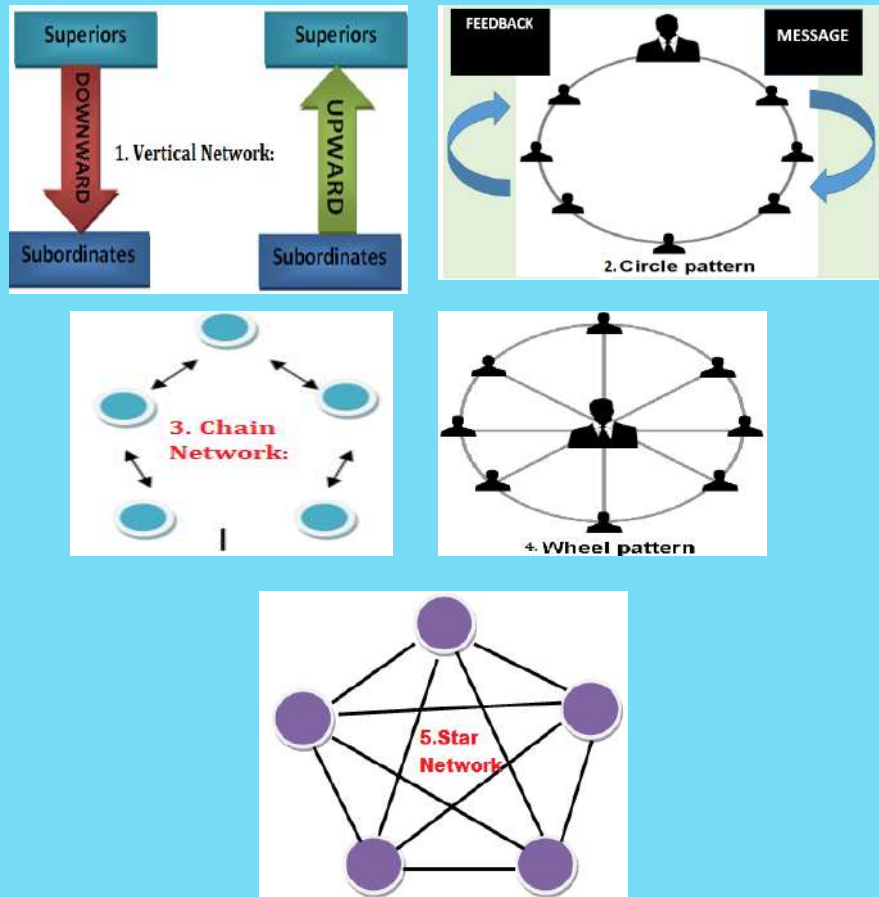 Superiors
Superiors
DOWNWARD
UPWARD
1. Vertical Network:
Subordinates
Subordinates
FEEDBACK
MESSAGE
2. Circle pattern
3. Chain
Network:
4. Wheel pattern
5.Star
Network